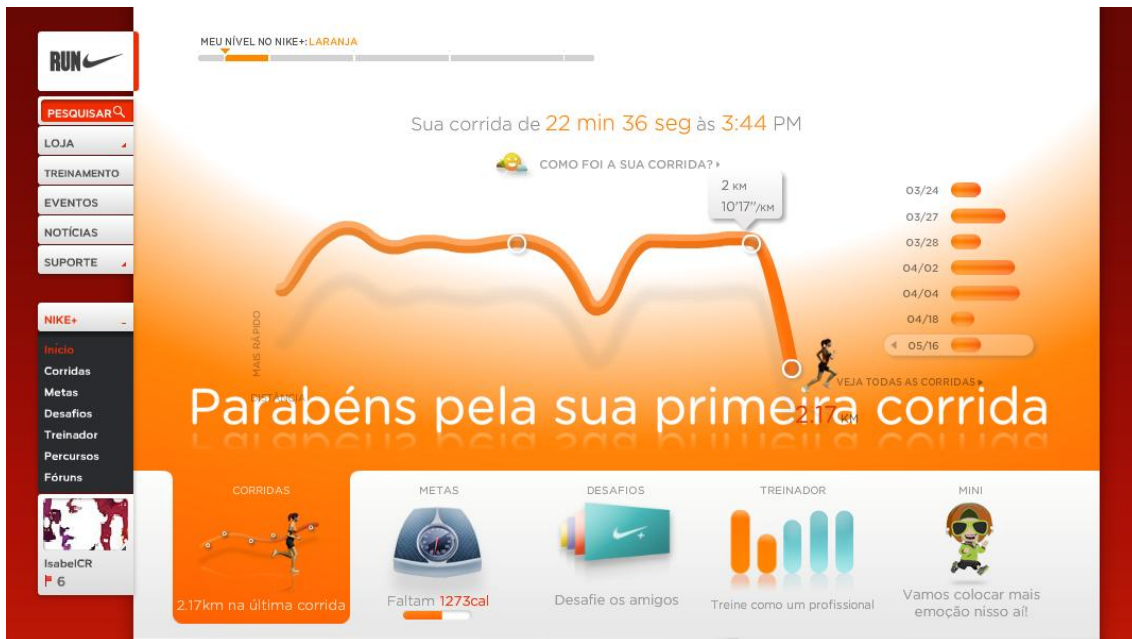 RUN
PESQUISAR
LOJA
TREINAMENTO
EVENTOS
NOTÍCIAS
SUPORTE
NIKE+
Início
Corridas
Metas
Desafios
Treinador
Percursos
Fóruns
IsabelCR
6
MEU NÍVEL NO NIKE+: LARANJA
Sua corrida de 22 min 36 seg às 3:44 PM
COMO FOI A SUA CORRIDA?
2 KM
10'17"/KM
MAIS RÁPIDO
DISTÂNCIA
03/24
03/27
03/28
04/02
04/04
04/18
05/16
VEJA TODAS AS CORRIDAS
2.17 KM
Parabéns pela sua primeira corrida
CORRIDAS
2.17km na última corrida
METAS
Faltam 1273cal
DESAFIOS
Desafie os amigos
TREINADOR
Treine como um profissional
MINI
Vamos colocar mais
emoção nisso aí!